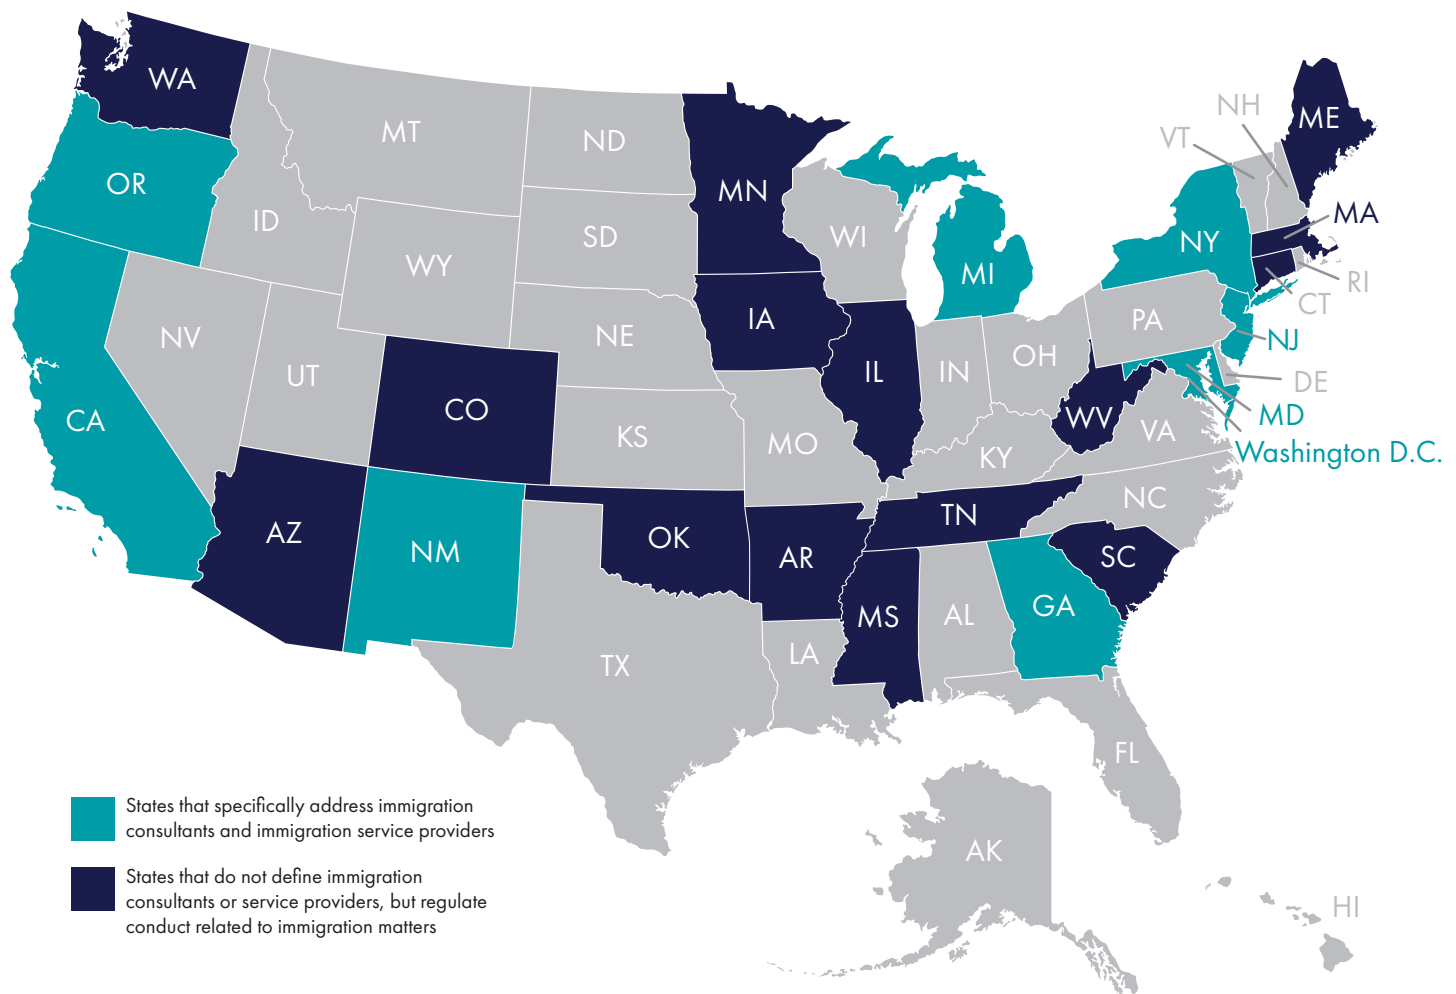 WA
MT
ND
MN
OR
ID
SD
WY
WI
MI
NY
NH
VT
ME
MA
RI
CT
PA
NJ
DE
MD
Washington D.C.
NV
UT
CO
NE
IA
IL
IN
OH
WV
VA
CA
KS
MO
KY
NC
TN
AZ
NM
OK
AR
SC
MS
AL
GA
LA
TX
FL
States that specifically address immigration
consultants and immigration service providers
States that do not define immigration
consultants or service providers, but regulate
conduct related to immigration matters
AK
HI